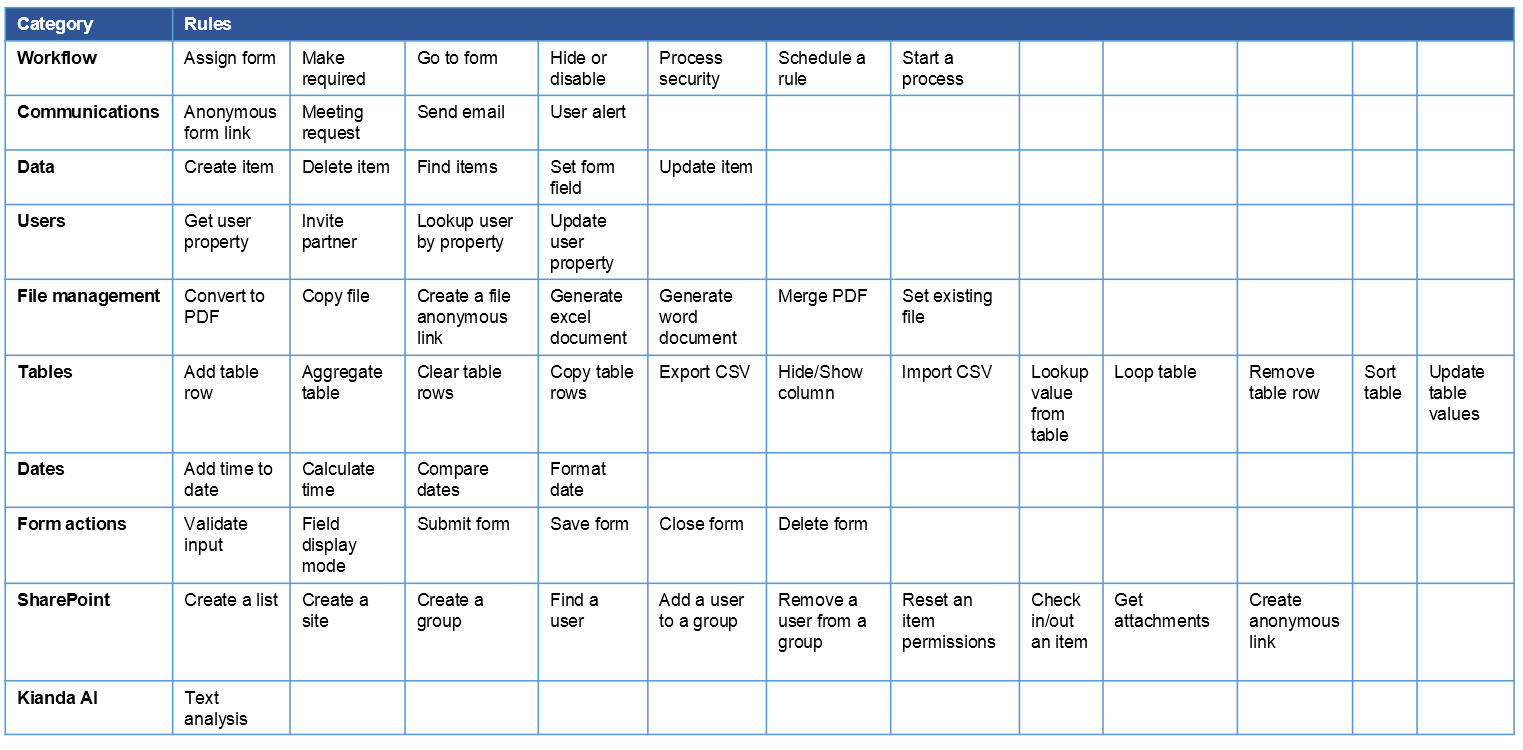 Category Rules
Workflow Assign form Make required Go to form Hide or disable Process security Schedule a rule Start a process
Communications Anonymous form link Meeting request Send email User alert
Data Create item Delete item Find items Set form field Update item
Users Get user property Invite partner Lookup user by property Update user property
File management Convert to PDF Copy file Create a file anonymous link Generate excel document Generate word document Merge PDF Set existing file
Tables Add table row Aggregate table Clear table rows Copy table rows Export CSV Hide/Show column Import CSV Lookup value from table Loop table Remove table row Sort table Update table values
Dates Add time to date Calculate time Compare dates Format date
Form actions Validate input Field display mode Submit form Save form Close form Delete form
SharePoint Create a list Create a site Create a group Find a user Add a user to a group Remove a user from a group Reset an item permissions Check in/out an item Get attachments Create anonymous link
Kianda AI Text analysis